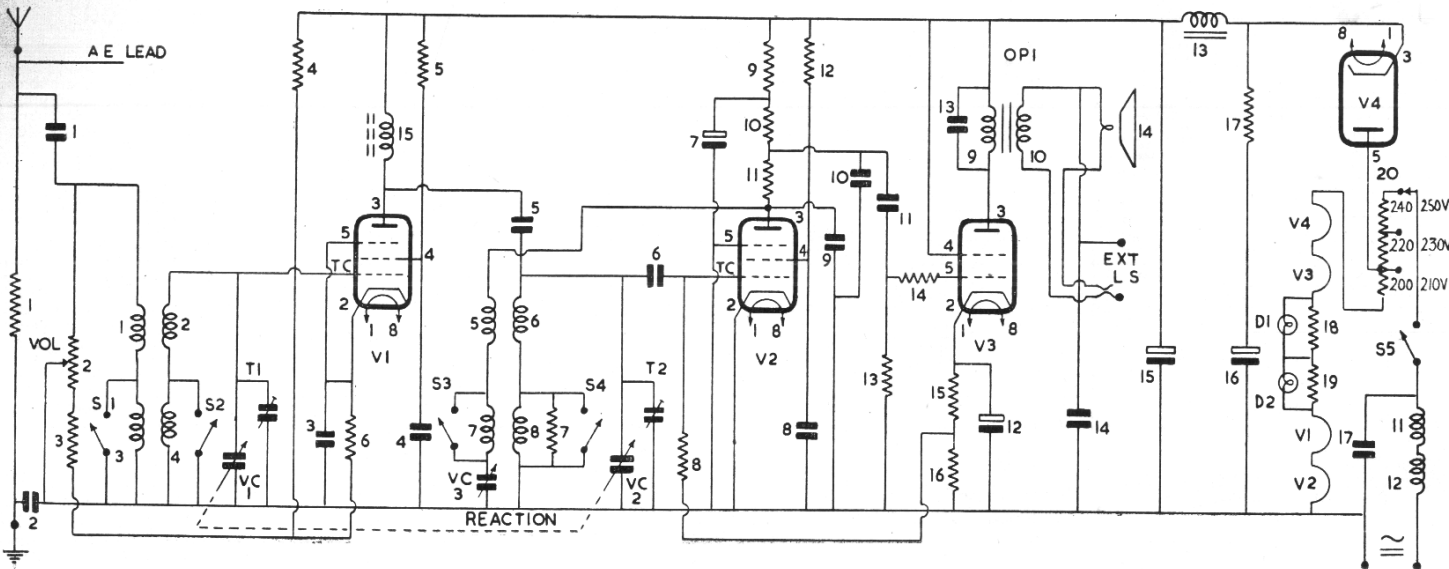 A E LEAD
1
1
VOL
2
3
2
1
2
S1
3
4
S2
T1
VC
1
4
15
5
3
5
4
TC
2
1
8
V1
3
6
4
5
5
6
S3
7
8
7
S4
VC
3
REACTION
6
T2
VC
2
8
9
12
7
10
11
3
5
4
TC
2
1
8
V2
8
9
10
11
13
14
OP1
13
9
10
14
3
4
5
2
1
8
V3
15
16
12
EXT
L S
14
13
15
17
16
8
1
3
V4
5
20
240
250V
220
230V
200
210V
V4
V3
D1
18
D2
19
V1
V2
S5
17
11
12